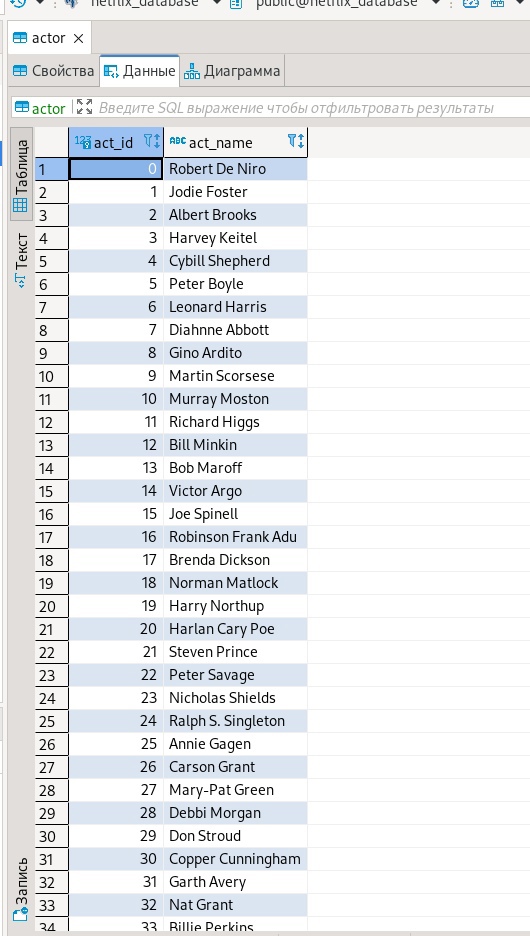 netflix_database public@netflix_database
actor
Свойства Данные Диаграмма
actor Введите SQL выражение чтобы отфильтровать результаты
Таблица
Текст
Запись
123 act_id ABC act_name
1 0 Robert De Niro
2 1 Jodie Foster
3 2 Albert Brooks
4 3 Harvey Keitel
5 4 Cybill Shepherd
6 5 Peter Boyle
7 6 Leonard Harris
8 7 Diahnne Abbott
9 8 Gino Ardito
10 9 Martin Scorsese
11 10 Murray Moston
12 11 Richard Higgs
13 12 Bill Minkin
14 13 Bob Maroff
15 14 Victor Argo
16 15 Joe Spinell
17 16 Robinson Frank Adu
18 17 Brenda Dickson
19 18 Norman Matlock
20 19 Harry Northup
21 20 Harlan Cary Poe
22 21 Steven Prince
23 22 Peter Savage
24 23 Nicholas Shields
25 24 Ralph S. Singleton
26 25 Annie Gagen
27 26 Carson Grant
28 27 Mary-Pat Green
29 28 Debbi Morgan
30 29 Don Stroud
31 30 Copper Cunningham
32 31 Garth Avery
33 32 Nat Grant
34 33 Billie Perkins